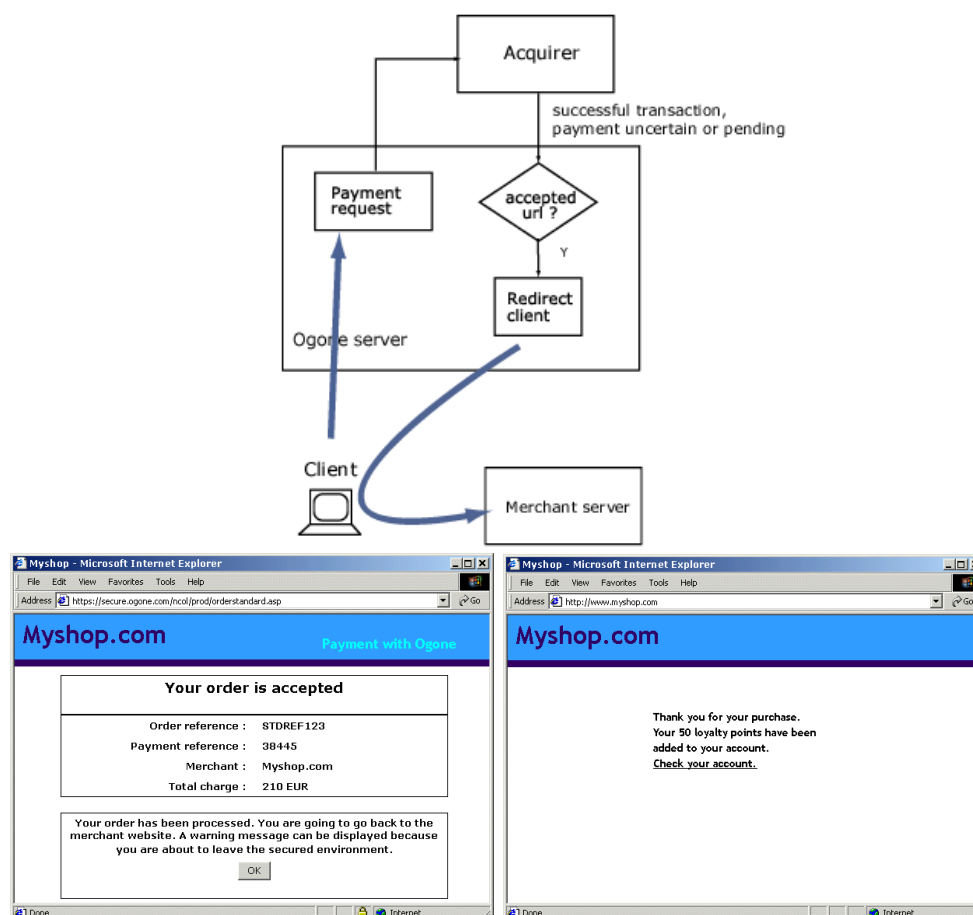 Acquirer
successful transaction,
payment uncertain or pending
Payment
request
accepted
url ?
Y
Redirect
client
Ogone server
Client
Merchant server
Myshop - Microsoft Internet Explorer
File Edit View Favorites Tools Help
Address https://secure.ogone.com/ncol/prod/orderstandard.asp Go
Myshop.com
Payment with Ogone
Your order is accepted
Order reference : STDREF123
Payment reference : 38445
Merchant : Myshop.com
Total charge : 210 EUR
Your order has been processed. You are going to go back to the
merchant website. A warning message can be displayed because
you are about to leave the secured environment.
OK
Done Internet
Myshop - Microsoft Internet Explorer
File Edit View Favorites Tools Help
Address http://www.myshop.com Go
Myshop.com
Thank you for your purchase.
Your 50 loyalty points have been
added to your account.
Check your account.
Done Internet